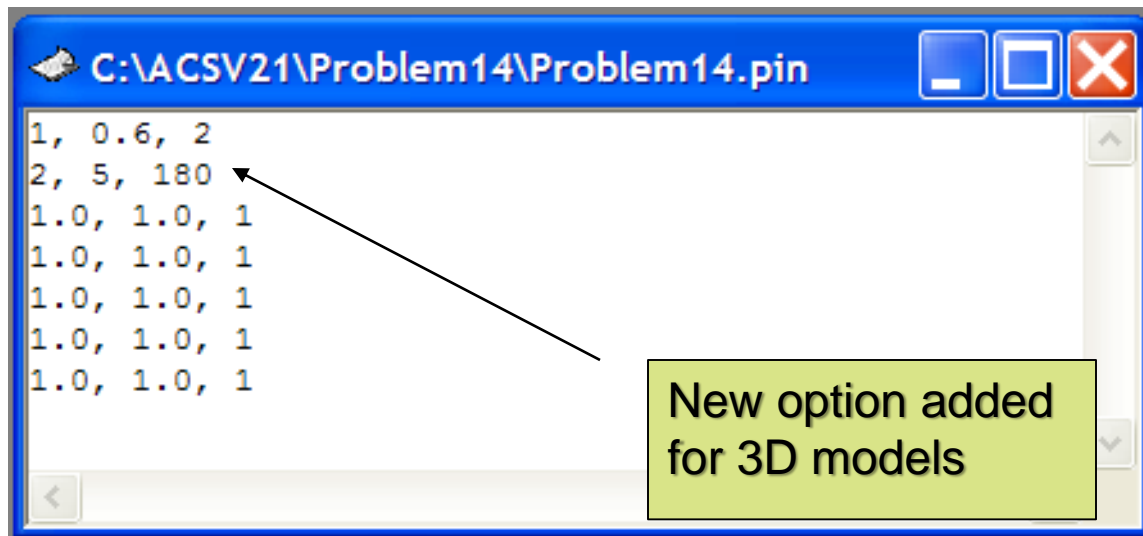 C:\ACSV21\Problem14\Problem14.pin
1, 0.6, 2
2, 5, 180
1.0, 1.0, 1
1.0, 1.0, 1
1.0, 1.0, 1
1.0, 1.0, 1
1.0, 1.0, 1
New option added
for 3D models